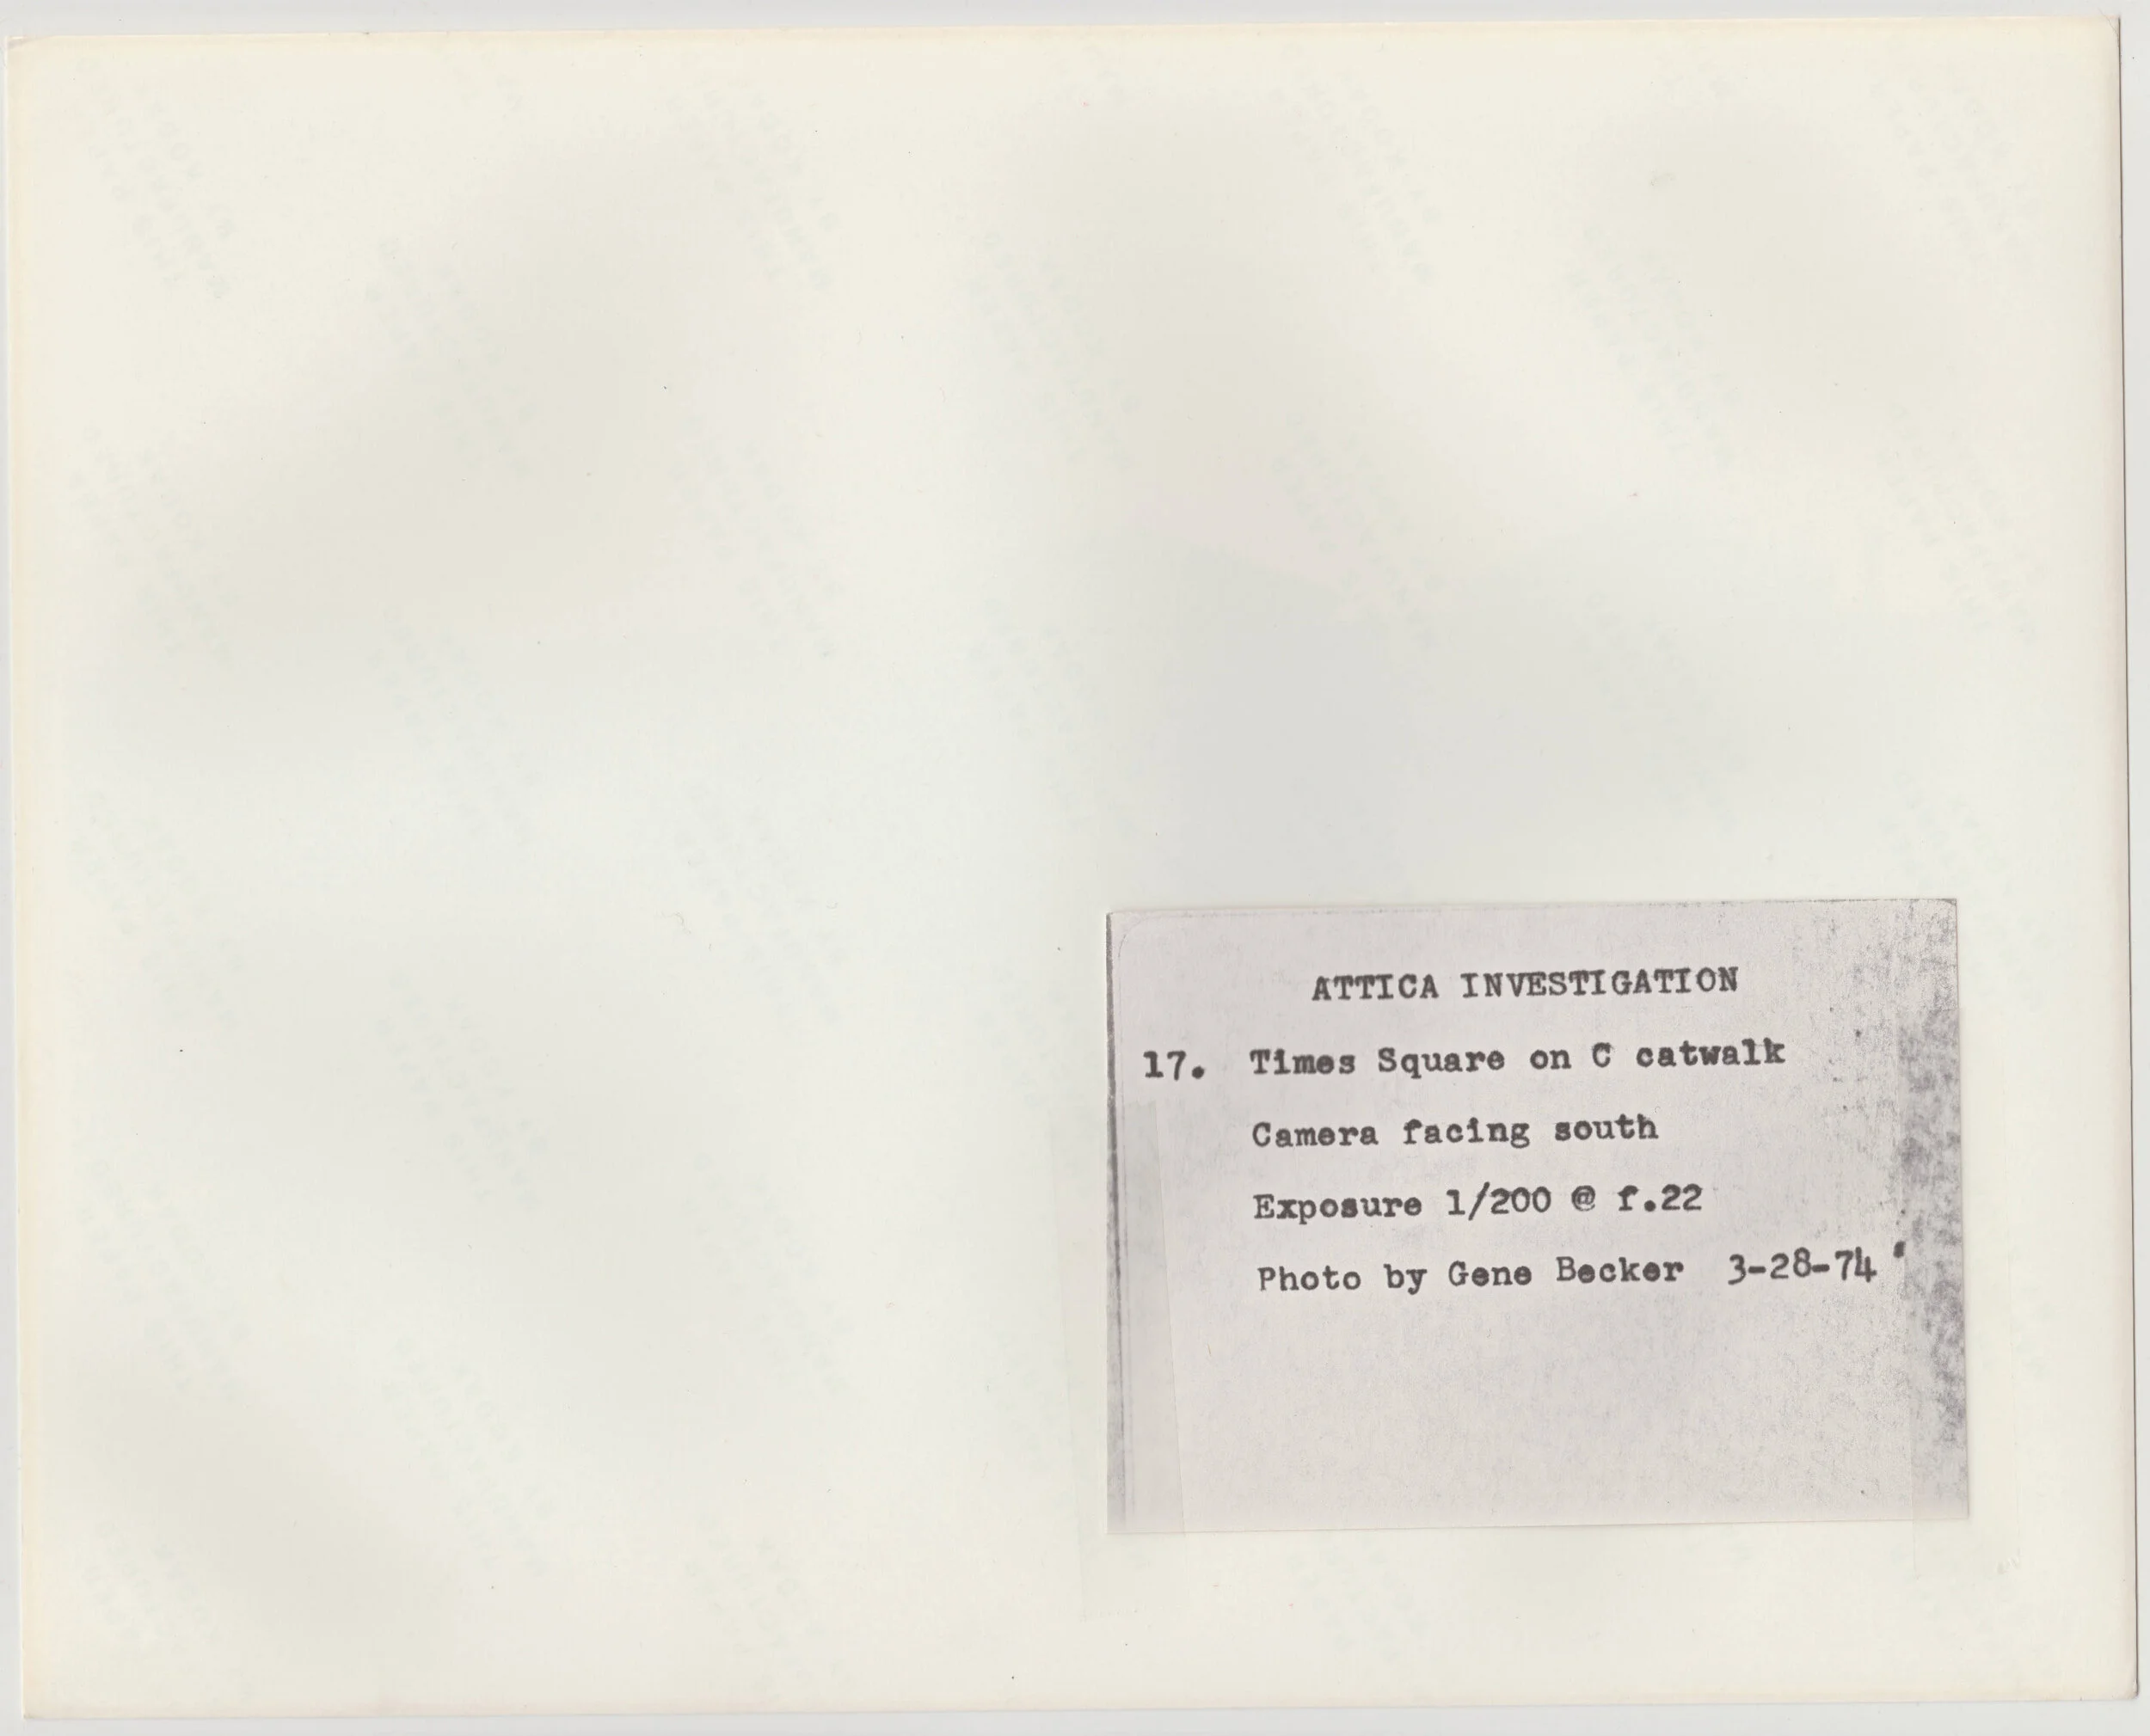 ATTICA INVESTIGATION
17. Times Square on C catwalk
Camera facing south
Exposure 1/200 @ f.22
Photo by Gene Becker 3-28-74